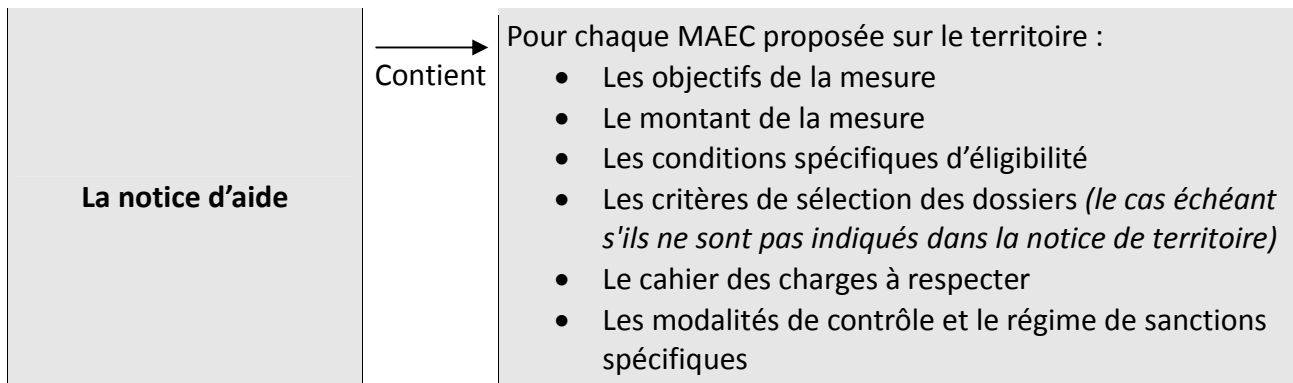 La notice d'aide
Contient
Pour chaque MAEC proposée sur le territoire :
• Les objectifs de la mesure
• Le montant de la mesure
• Les conditions spécifiques d’éligibilité
• Les critères de sélection des dossiers (le cas échéant
s'ils ne sont pas indiqués dans la notice de territoire)
• Le cahier des charges à respecter
• Les modalités de contrôle et le régime de sanctions
spécifiques